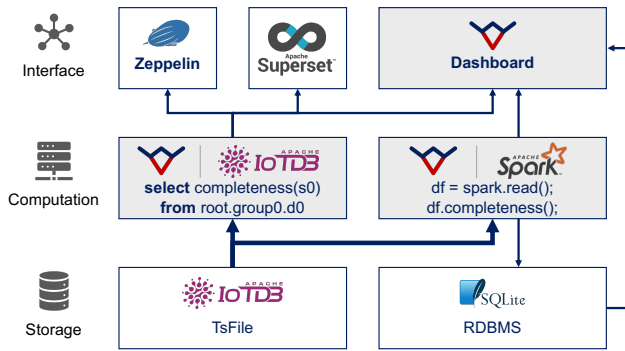 Interface
Zeppelin
Apache
Superset
Dashboard
Computation
APACHE
IoTDB
select completeness(s0)
from root.group0.d0
APACHE
Spark
df = spark.read();
df.completeness();
Storage
APACHE
IoTDB
TsFile
SQLite
RDBMS